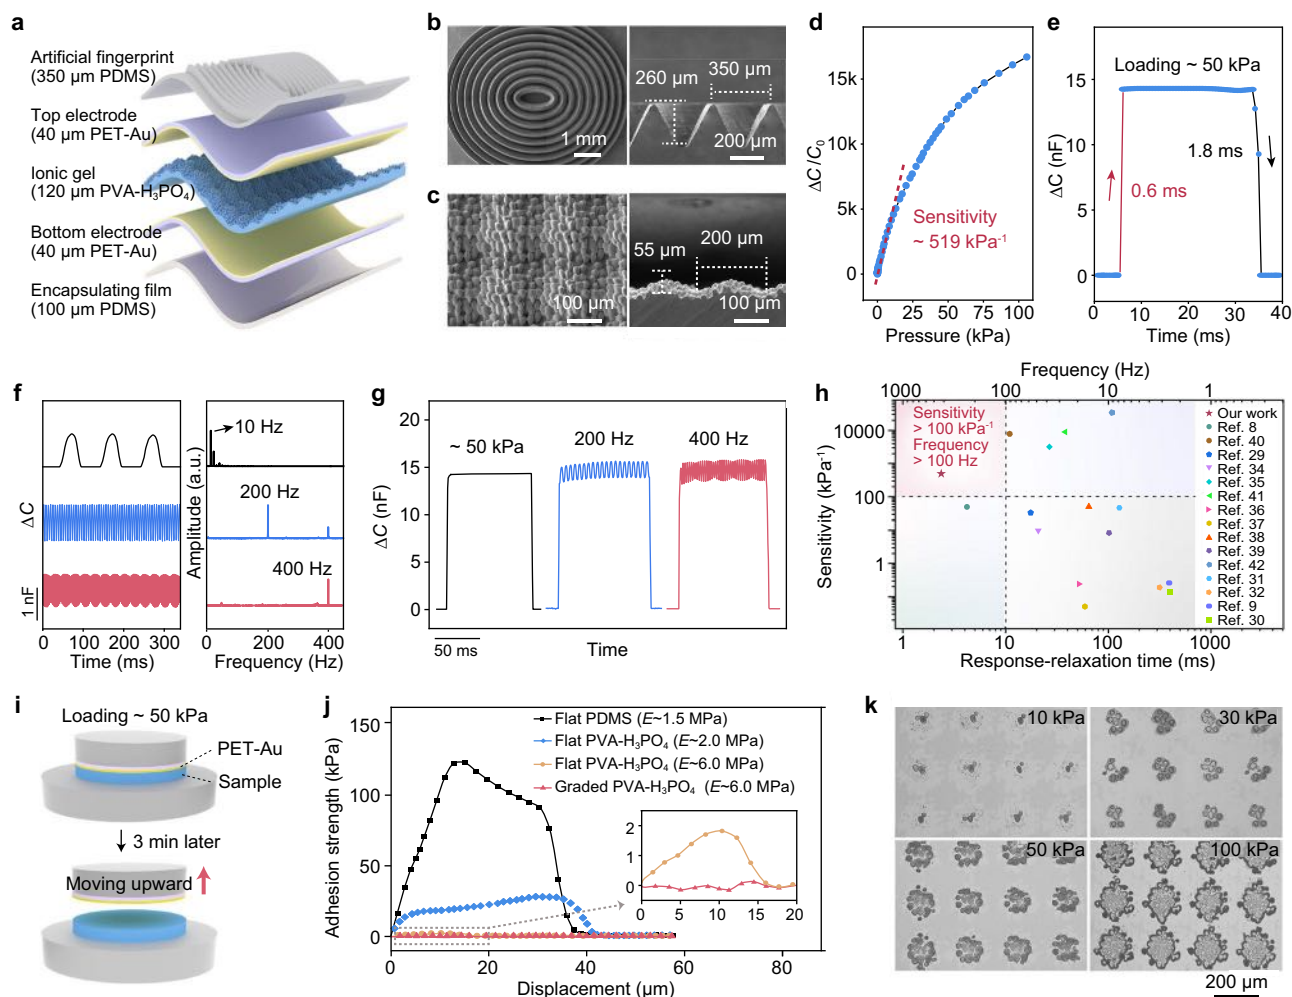 a
Artificial fingerprint
(350 µm PDMS)
Top electrode
(40 µm PET-Au)
Ionic gel
(120 µm PVA-H₃PO₄)
Bottom electrode
(40 µm PET-Au)
Encapsulating film
(100 µm PDMS)
b
1 mm
260 µm
350 µm
200 µm
c
100 µm
55 µm
200 µm
100 µm
d
ΔC/C₀
15k
10k
5k
0
Sensitivity
~ 519 kPa⁻¹
0 25 50 75 100
Pressure (kPa)
e
Loading ~ 50 kPa
ΔC (nF)
20
15
10
5
0
1.8 ms
0.6 ms
0 10 20 30 40
Time (ms)
f
ΔC
1 nF
0 100 200 300
Time (ms)
Amplitude (a.u.)
10 Hz
200 Hz
400 Hz
0 200 400
Frequency (Hz)
g
ΔC (nF)
20
15
10
5
0
~ 50 kPa
200 Hz
400 Hz
50 ms
Time
h
Frequency (Hz)
1000 100 10 1
Sensitivity (kPa⁻¹)
10000
100
1
Sensitivity
> 100 kPa⁻¹
Frequency
> 100 Hz
1 10 100 1000
Response-relaxation time (ms)
Our work
Ref. 8
Ref. 40
Ref. 29
Ref. 34
Ref. 35
Ref. 41
Ref. 36
Ref. 37
Ref. 38
Ref. 39
Ref. 42
Ref. 31
Ref. 32
Ref. 9
Ref. 30
i
Loading ~ 50 kPa
PET-Au
Sample
3 min later
Moving upward
j
Adhesion strength (kPa)
150
100
50
0
Flat PDMS (E~1.5 MPa)
Flat PVA-H₃PO₄ (E~2.0 MPa)
Flat PVA-H₃PO₄ (E~6.0 MPa)
Graded PVA-H₃PO₄ (E~6.0 MPa)
2
1
0
0 5 10 15 20
0 20 40 60 80
Displacement (µm)
k
10 kPa
30 kPa
50 kPa
100 kPa
200 µm